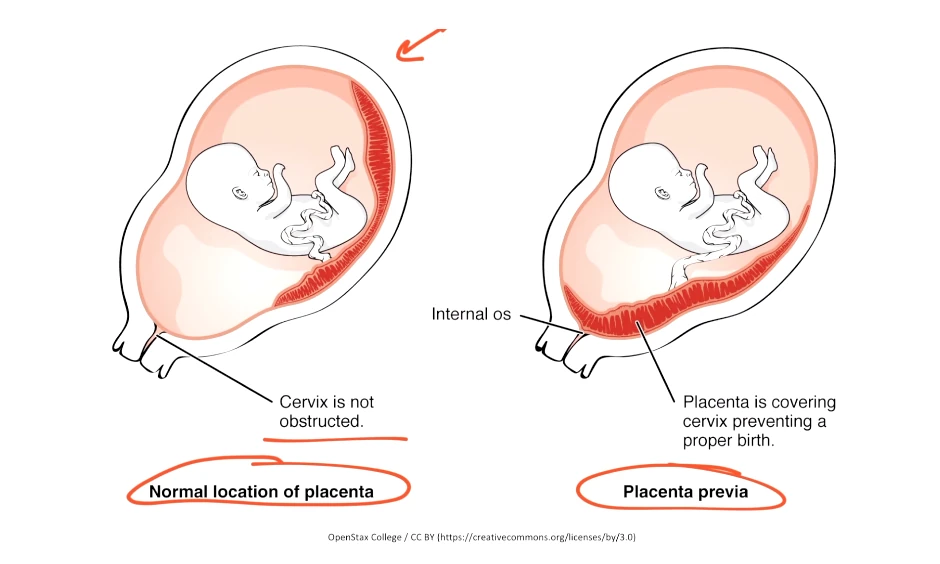 Internal os
Cervix is not
obstructed.
Placenta is covering
cervix preventing a
proper birth.
Normal location of placenta
Placenta previa
OpenStax College / CC BY (https://creativecommons.org/licenses/by/3.0)